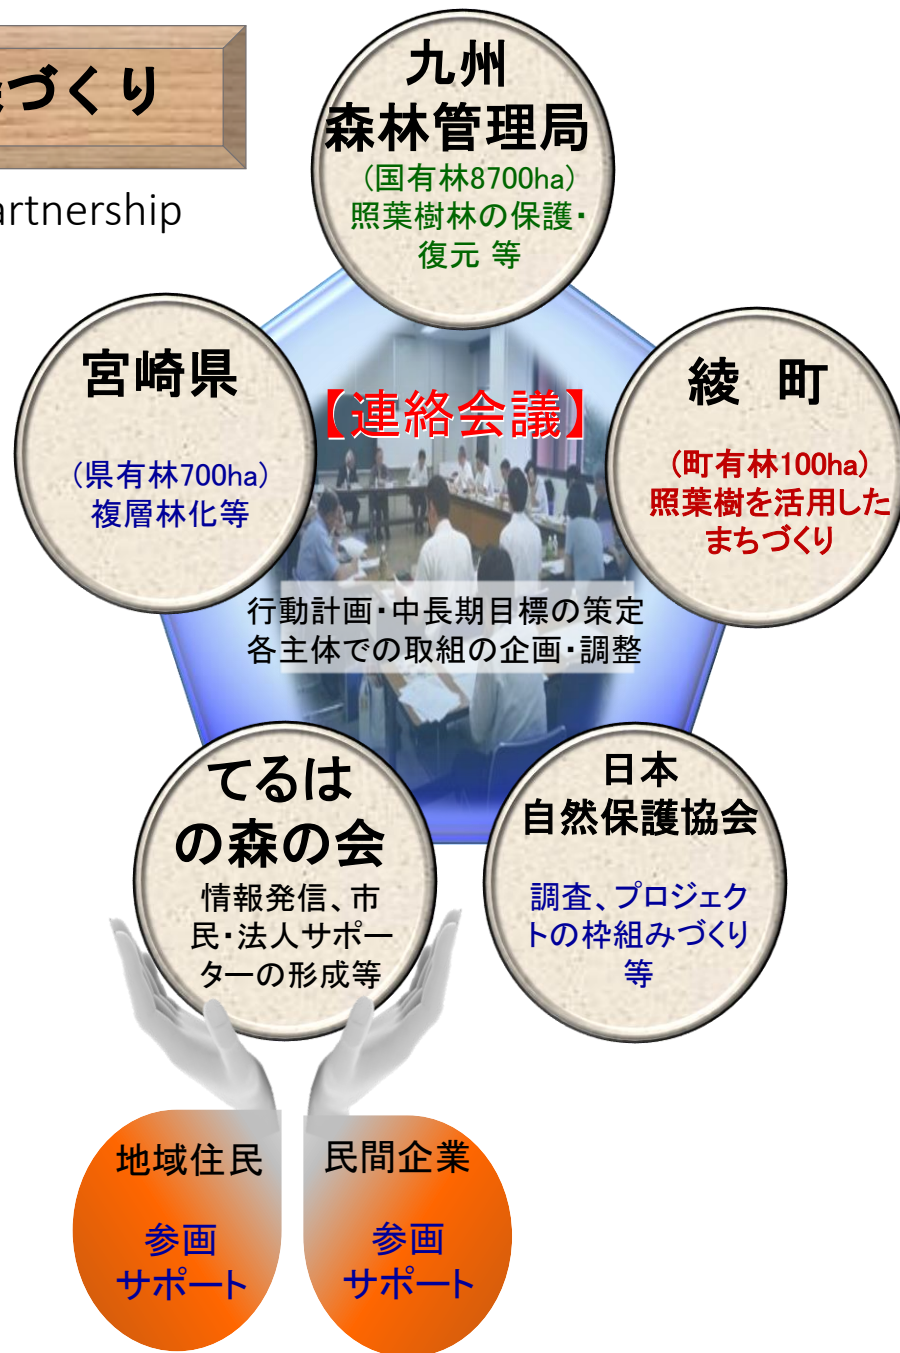 づくり
artnership
九州
森林管理局
(国有林8700ha)
照葉樹林の保護・
復元 等
宮崎県
(県有林700ha)
複層林化等
【連絡会議】
綾 町
(町有林100ha)
照葉樹を活用した
まちづくり
行動計画・中長期目標の策定
各主体での取組の企画・調整
てるは
の森の会
情報発信、市
民・法人サポー
ターの形成等
日本
自然保護協会
調査、プロジェク
トの枠組みづくり
等
地域住民
参画
サポート
民間企業
参画
サポート